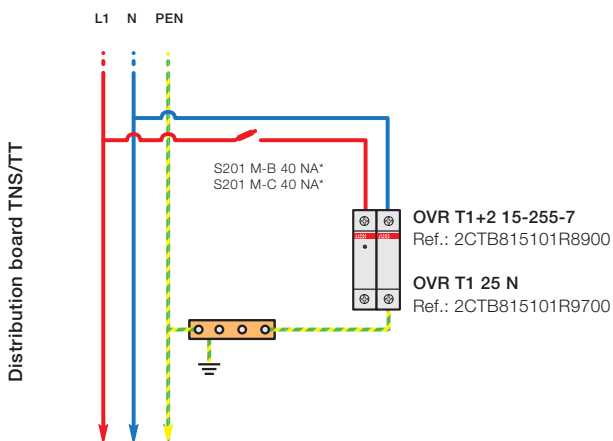 L1 N PEN
Distribution board TNS/TT
S201 M-B 40 NA*
S201 M-C 40 NA*
OVR T1+2 15-255-7
Ref.: 2CTB815101R8900
OVR T1 25 N
Ref.: 2CTB815101R9700